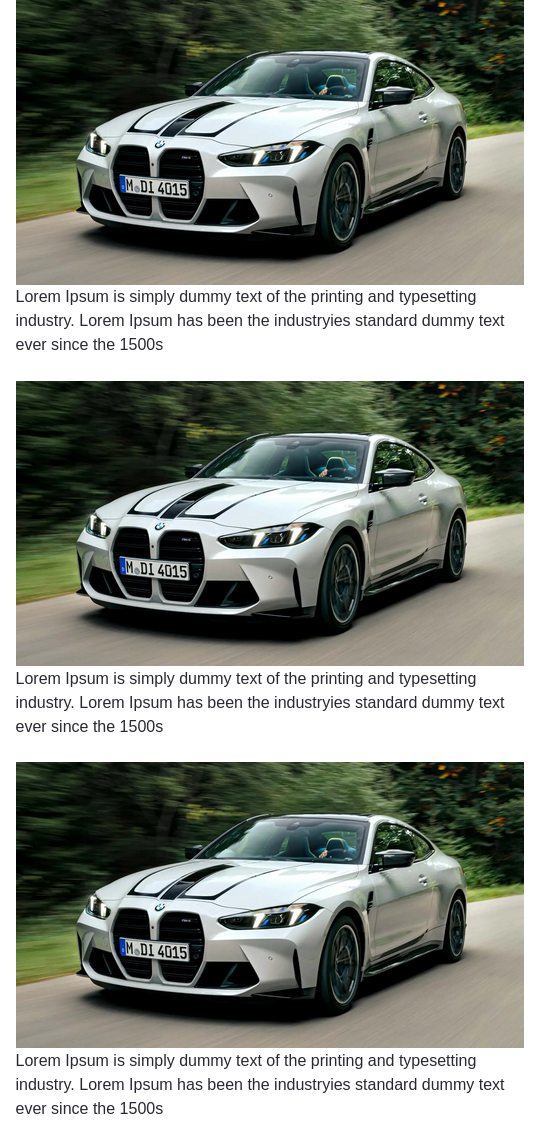 M DI 4015
Lorem Ipsum is simply dummy text of the printing and typesetting
industry. Lorem Ipsum has been the industryies standard dummy text
ever since the 1500s
M DI 4015
Lorem Ipsum is simply dummy text of the printing and typesetting
industry. Lorem Ipsum has been the industryies standard dummy text
ever since the 1500s
M DI 4015
Lorem Ipsum is simply dummy text of the printing and typesetting
industry. Lorem Ipsum has been the industryies standard dummy text
ever since the 1500s